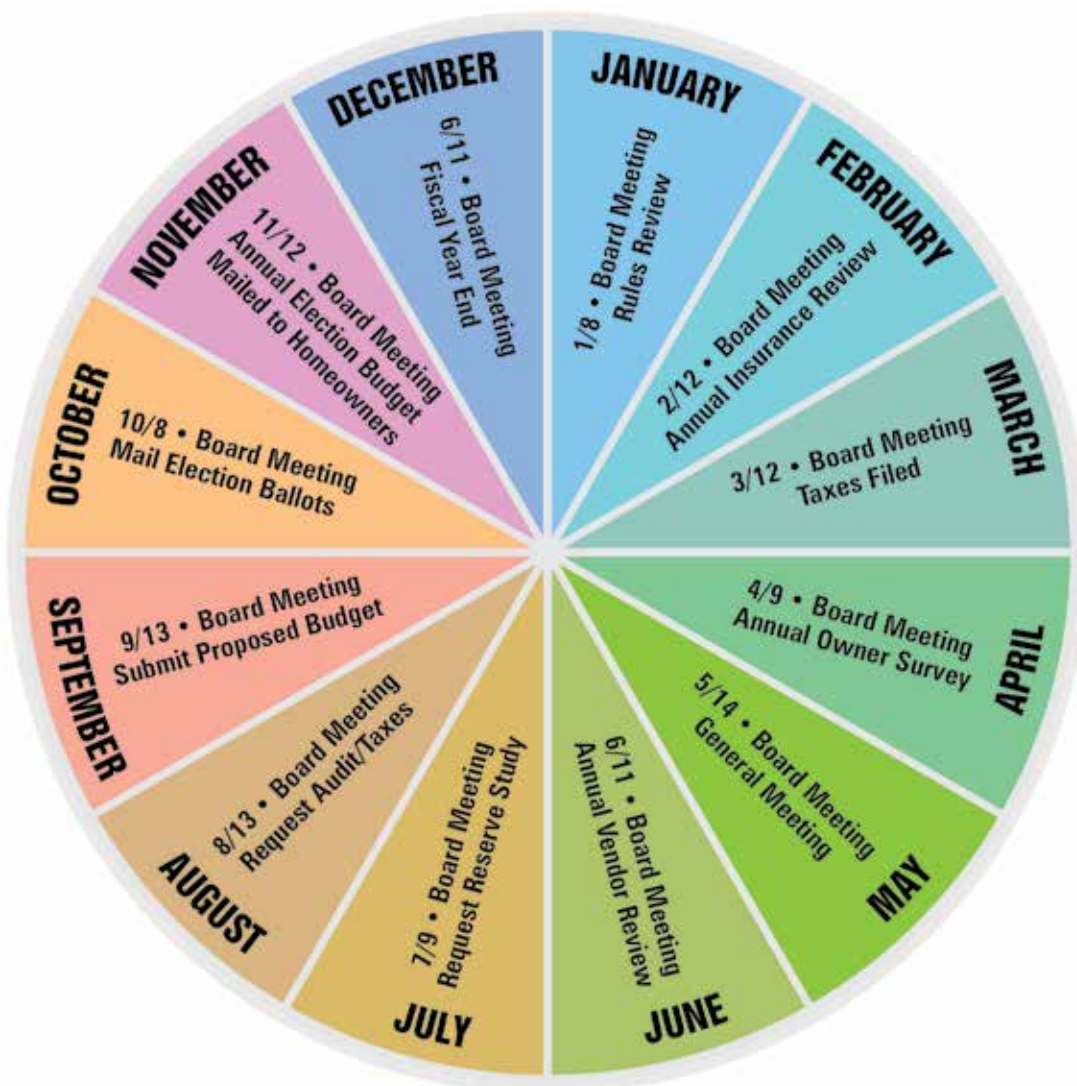 JANUARY
1/8 • Board Meeting
Rules Review
FEBRUARY
2/12 • Board Meeting
Annual Insurance Review
MARCH
3/12 • Board Meeting
Taxes Filed
APRIL
4/9 • Board Meeting
Annual Owner Survey
MAY
5/14 • Board Meeting
General Meeting
JUNE
6/11 • Board Meeting
Annual Vendor Review
JULY
7/9 • Board Meeting
Request Reserve Study
AUGUST
8/13 • Board Meeting
Request Audit/Taxes
SEPTEMBER
9/13 • Board Meeting
Submit Proposed Budget
OCTOBER
10/8 • Board Meeting
Mail Election Ballots
NOVEMBER
11/12 • Board Meeting
Annual Election Budget
Mailed to Homeowners
DECEMBER
6/11 • Board Meeting
Fiscal Year End